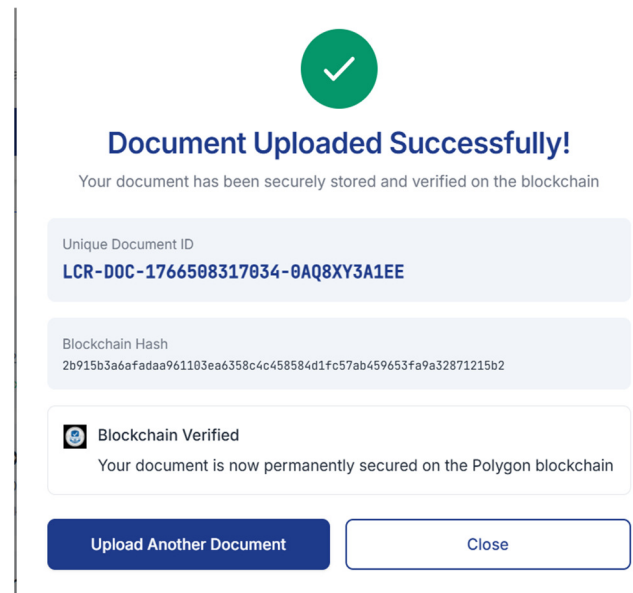 Document Uploaded Successfully!
Your document has been securely stored and verified on the blockchain
Unique Document ID
LCR-DOC-1766508317034-0AQ8XY3A1EE
Blockchain Hash
2b915b3a6afadaa961103ea6358c4c458584d1fc57ab459653fa9a32871215b2
Blockchain Verified
Your document is now permanently secured on the Polygon blockchain
Upload Another Document
Close